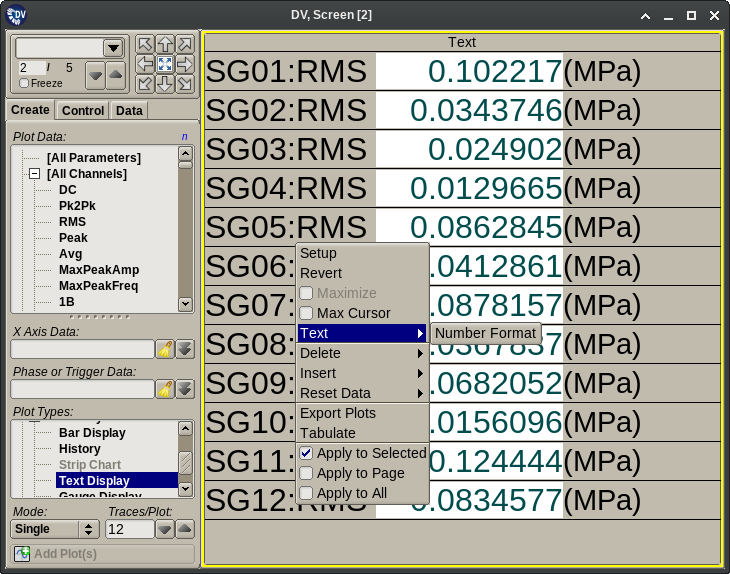 DV, Screen [2]
2 / 5
Freeze
Create Control Data
Plot Data: n
[All Parameters]
[All Channels]
DC
Pk2Pk
RMS
Peak
Avg
MaxPeakAmp
MaxPeakFreq
1B
X Axis Data:
Phase or Trigger Data:
Plot Types:
Bar Display
History
Strip Chart
Text Display
Gauge Display
Mode: Traces/Plot:
Single 12
Add Plot(s)
Text
SG01:RMS 0.102217(MPa)
SG02:RMS 0.0343746(MPa)
SG03:RMS 0.024902(MPa)
SG04:RMS 0.0129665(MPa)
SG05:RMS 0.0862845(MPa)
SG06: .0412861(MPa)
SG07: .0878157(MPa)
SG08: .0367837(MPa)
SG09: .0682052(MPa)
SG10: .0156096(MPa)
SG11: .124444(MPa)
SG12:RMS 0.0834577(MPa)
Setup
Revert
Maximize
Max Cursor
Text
Number Format
Delete
Insert
Reset Data
Export Plots
Tabulate
Apply to Selected
Apply to Page
Apply to All